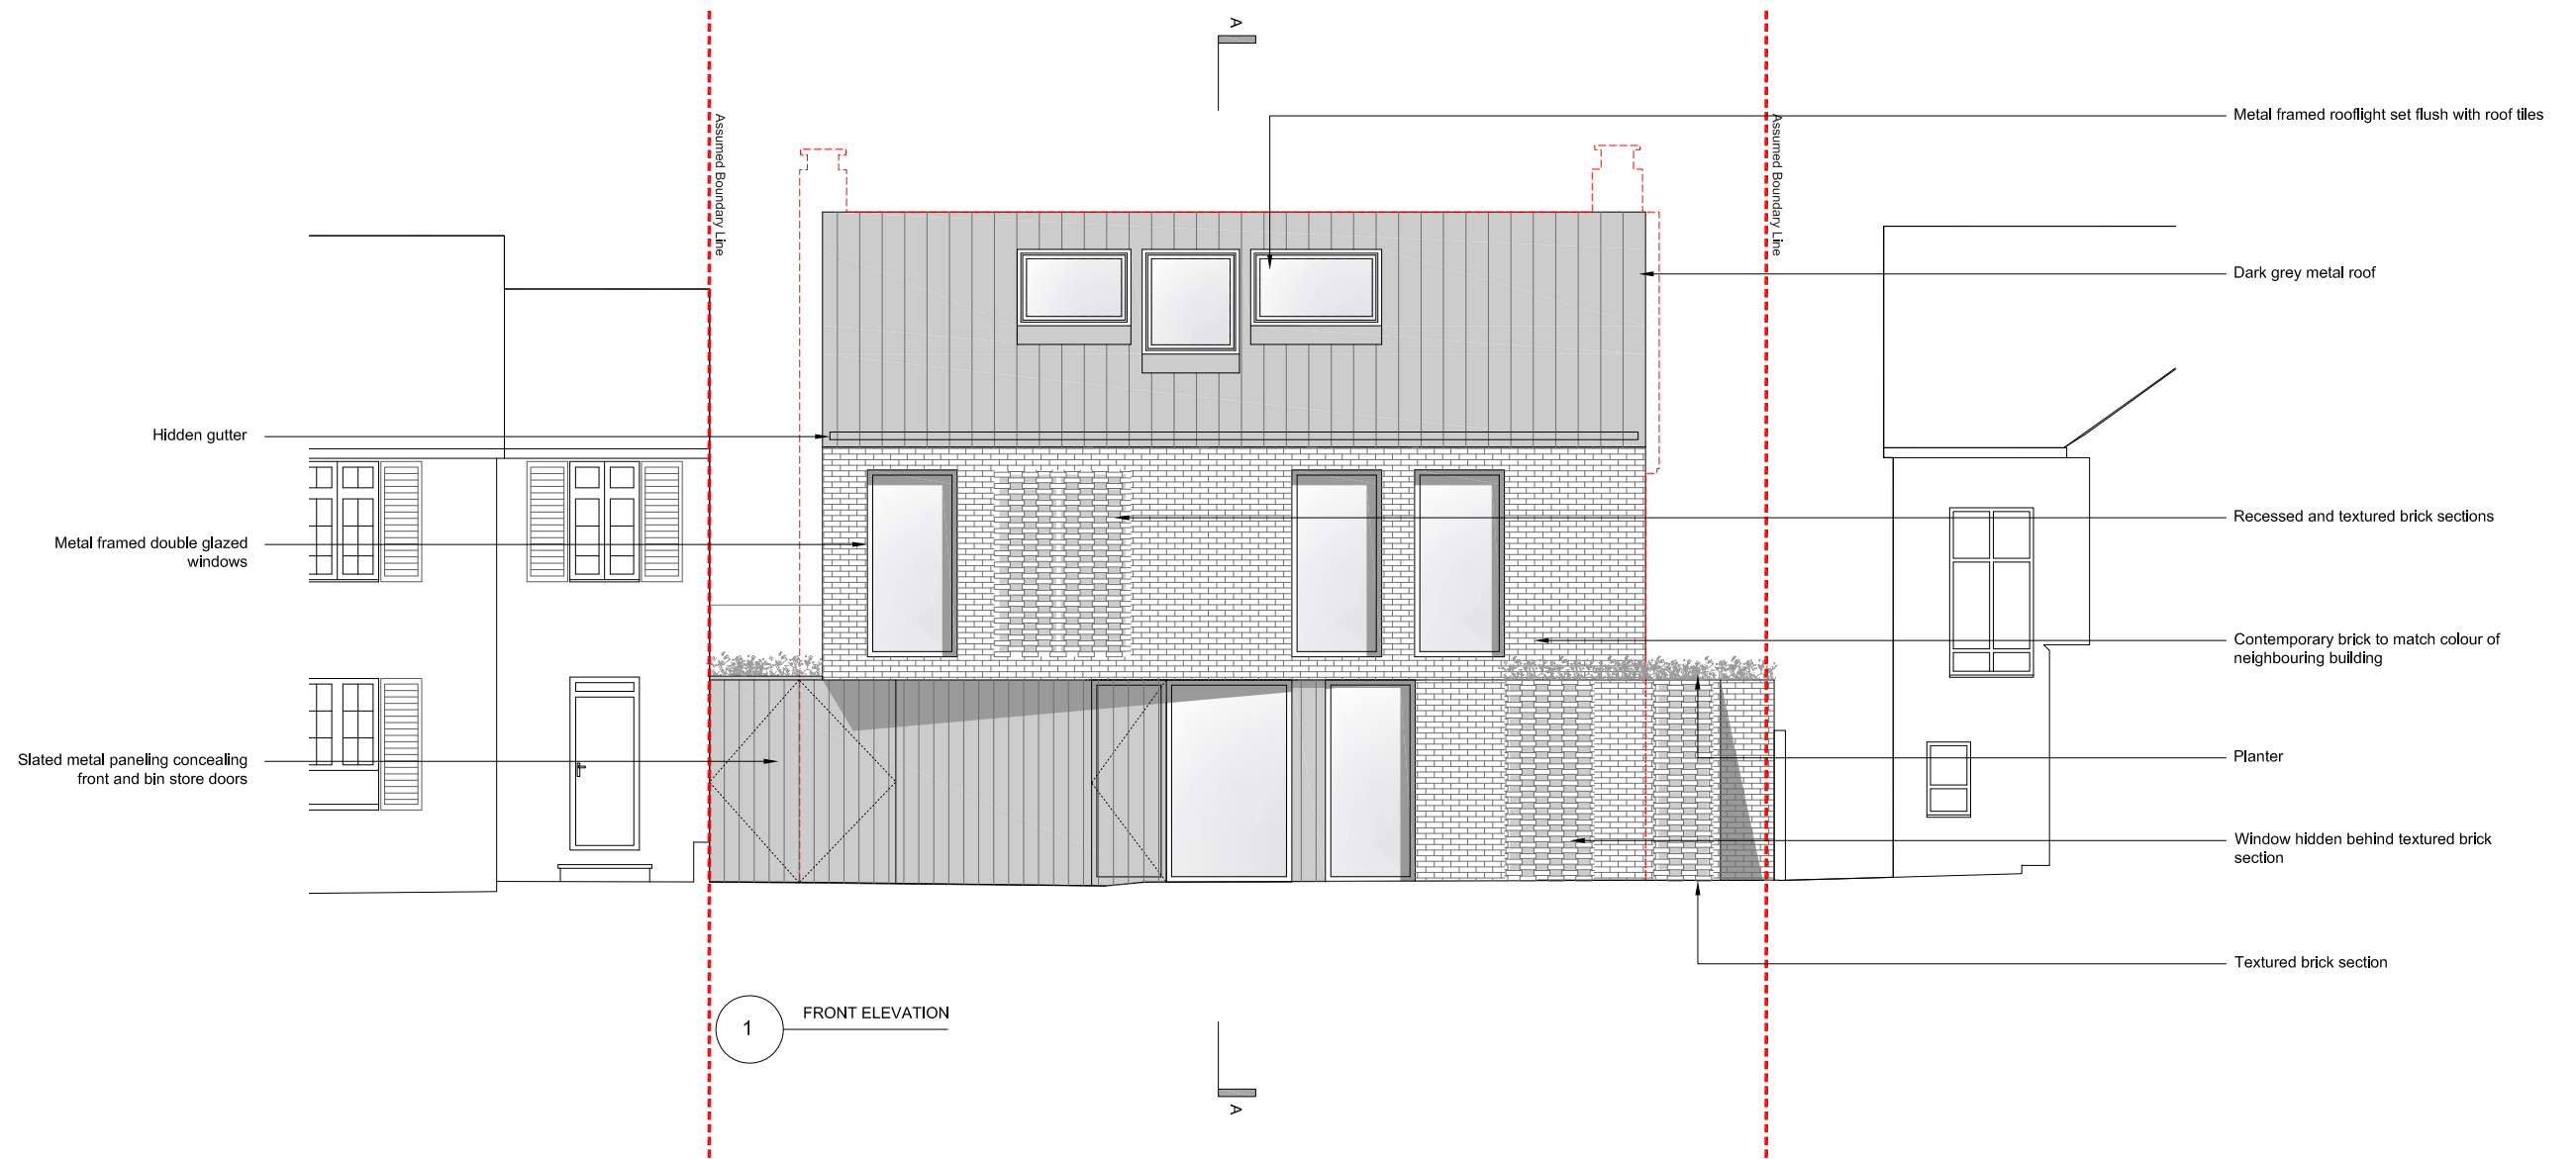 A
Assumed Boundary Line
Assumed Boundary Line
Metal framed rooflight set flush with roof tiles
Dark grey metal roof
Hidden gutter
Recessed and textured brick sections
Metal framed double glazed
windows
Contemporary brick to match colour of
neighbouring building
Slated metal paneling concealing
front and bin store doors
Planter
Window hidden behind textured brick
section
Textured brick section
1
FRONT ELEVATION
A